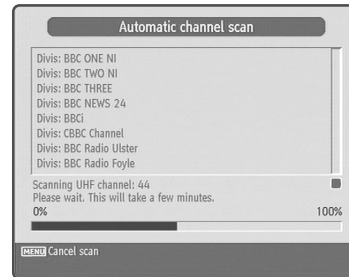 Automatic channel scan
Divis: BBC ONE NI
Divis: BBC TWO NI
Divis: BBC THREE
Divis: BBC NEWS 24
Divis: BBCi
Divis: CBBC Channel
Divis: BBC Radio Ulster
Divis: BBC Radio Foyle
Scanning UHF channel: 44
Please wait. This will take a few minutes.
0% 100%
MENU Cancel scan